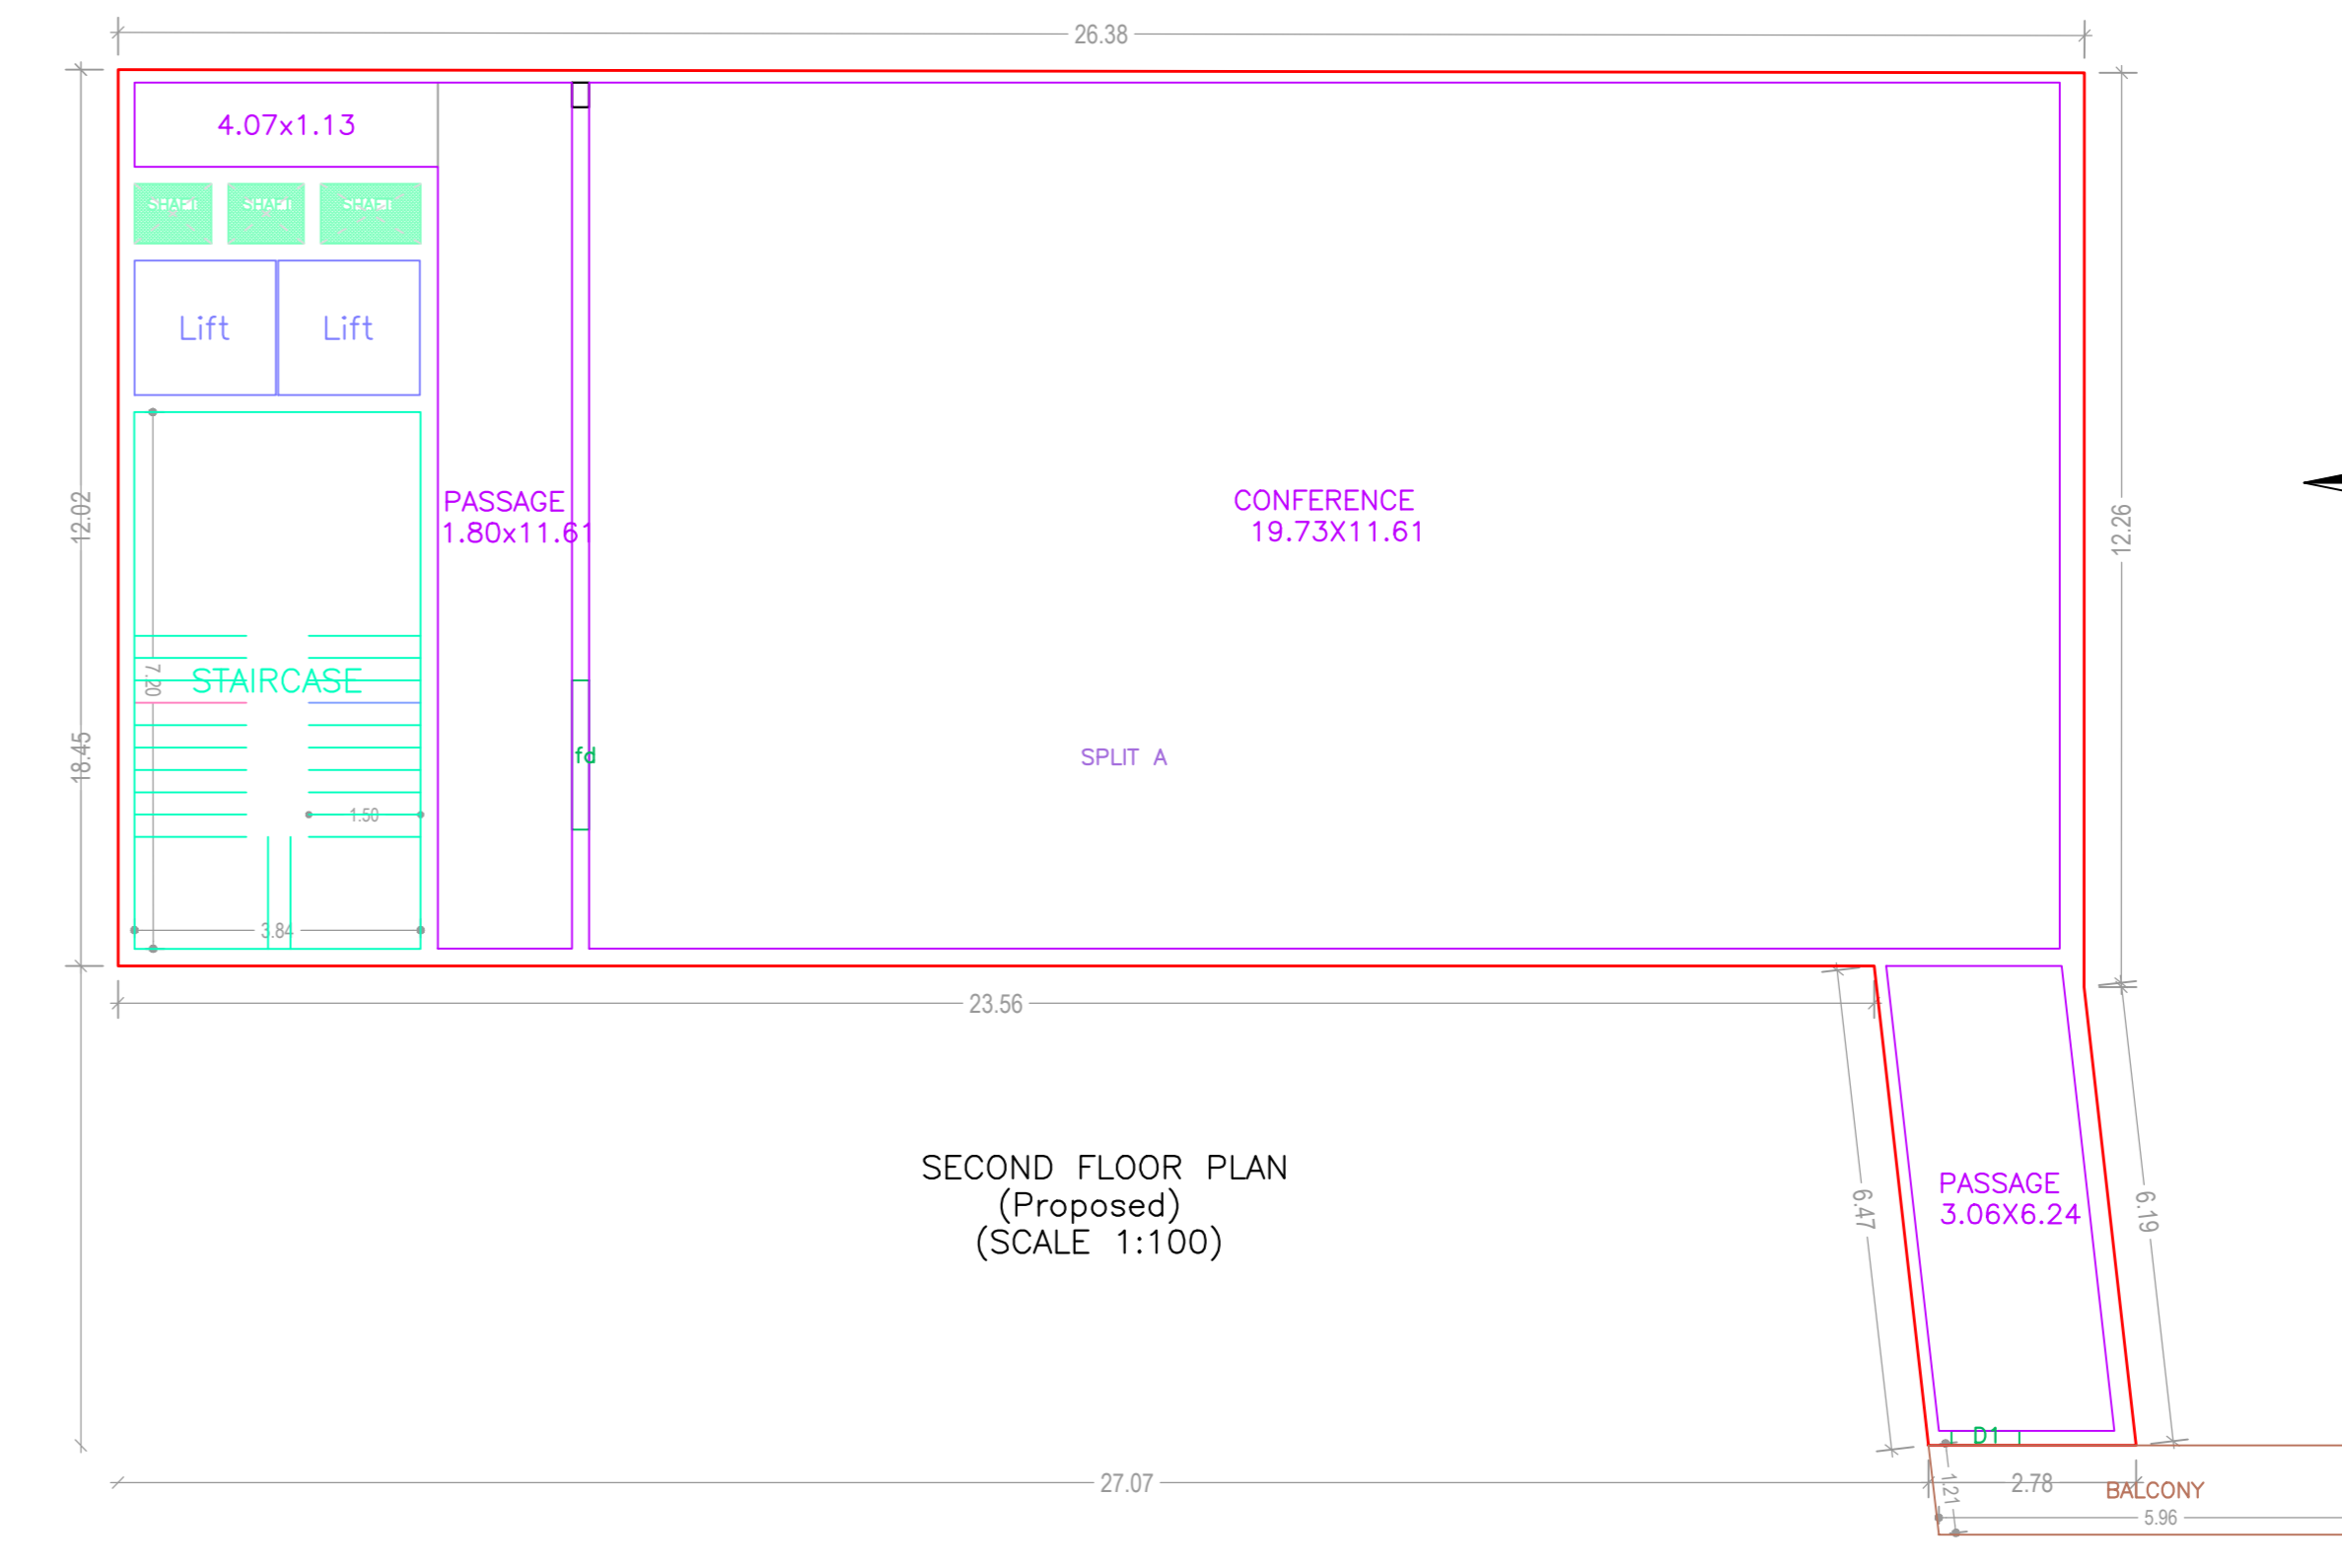 26.38
4.07x1.13
SHAFT SHAFT SHAFT
Lift Lift
12.02
PASSAGE
1.80x11.61
CONFERENCE
19.73X11.61
12.26
7.20
STAIRCASE
18.45
fd
SPLIT A
1.50
3.84
23.56
SECOND FLOOR PLAN
(Proposed)
(SCALE 1:100)
6.47
PASSAGE
3.06X6.24
6.19
D1
27.07
1.21
2.78
BALCONY
5.96